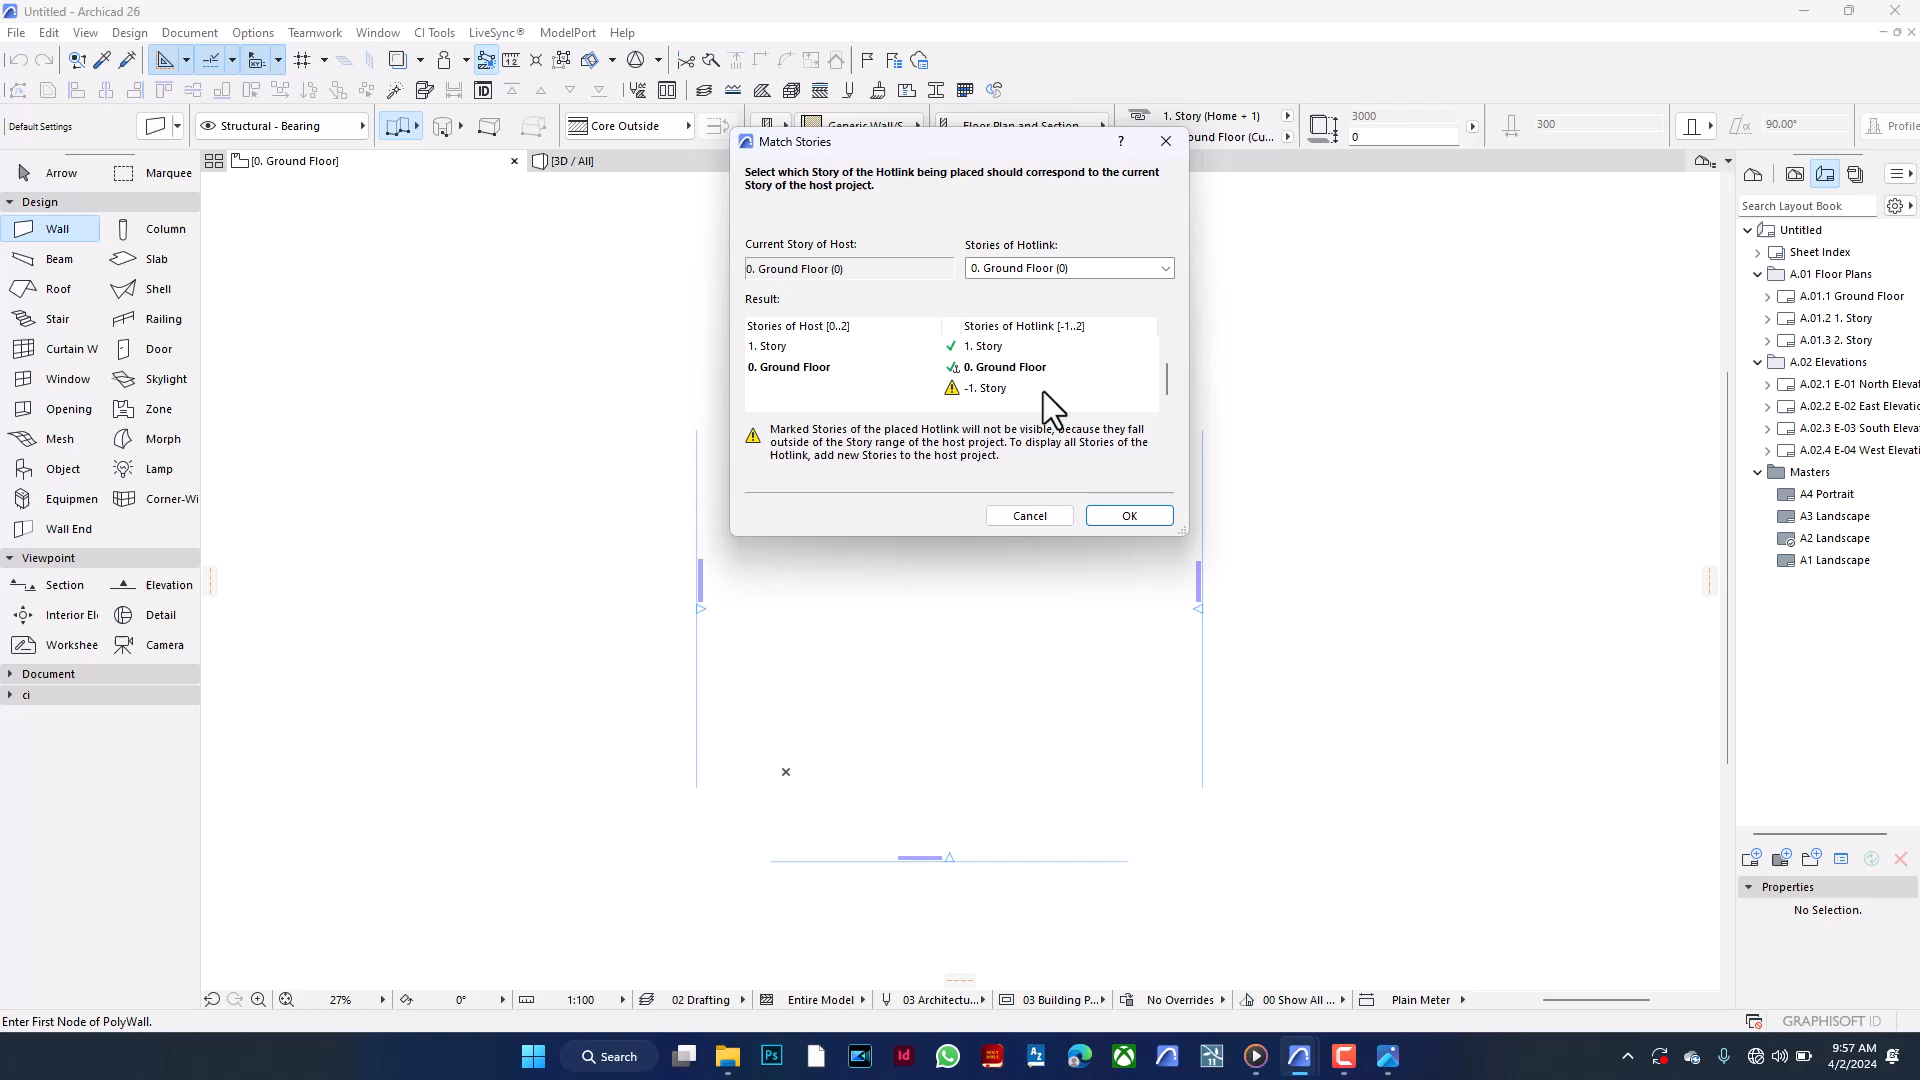 Untitled - Archicad 26
File Edit View Design Document Options Teamwork Window CI Tools LiveSync® ModelPort Help
Default Settings
Structural - Bearing
Core Outside
Generic Wall/S...
Floor Plan and Section...
1. Story (Home + 1)
ound Floor (Cu...
3000
0
300
90.00°
Profile
[0. Ground Floor]
[3D / All]
Arrow Marquee
Design
Wall Column
Beam Slab
Roof Shell
Stair Railing
Curtain W Door
Window Skylight
Opening Zone
Mesh Morph
Object Lamp
Equipmen Corner-Wi
Wall End
Viewpoint
Section Elevation
Interior El Detail
Workshee Camera
Document
ci
Match Stories
?
Select which Story of the Hotlink being placed should correspond to the current
Story of the host project.
Current Story of Host: Stories of Hotlink:
0. Ground Floor (0) 0. Ground Floor (0)
Result:
Stories of Host [0..2] Stories of Hotlink [-1..2]
1. Story 1. Story
0. Ground Floor 0. Ground Floor
-1. Story
Marked Stories of the placed Hotlink will not be visible, because they fall
outside of the Story range of the host project. To display all Stories of the
Hotlink, add new Stories to the host project.
Cancel OK
Search Layout Book
Untitled
Sheet Index
A.01 Floor Plans
A.01.1 Ground Floor
A.01.2 1. Story
A.01.3 2. Story
A.02 Elevations
A.02.1 E-01 North Eleva
A.02.2 E-02 East Elevatio
A.02.3 E-03 South Eleva
A.02.4 E-04 West Elevati
Masters
A4 Portrait
A3 Landscape
A2 Landscape
A1 Landscape
Properties
No Selection.
27% 0° 1:100 02 Drafting Entire Model 03 Architectu... 03 Building P... No Overrides 00 Show All ... Plain Meter
Enter First Node of PolyWall.
GRAPHISOFT ID
Search
9:57 AM
4/2/2024